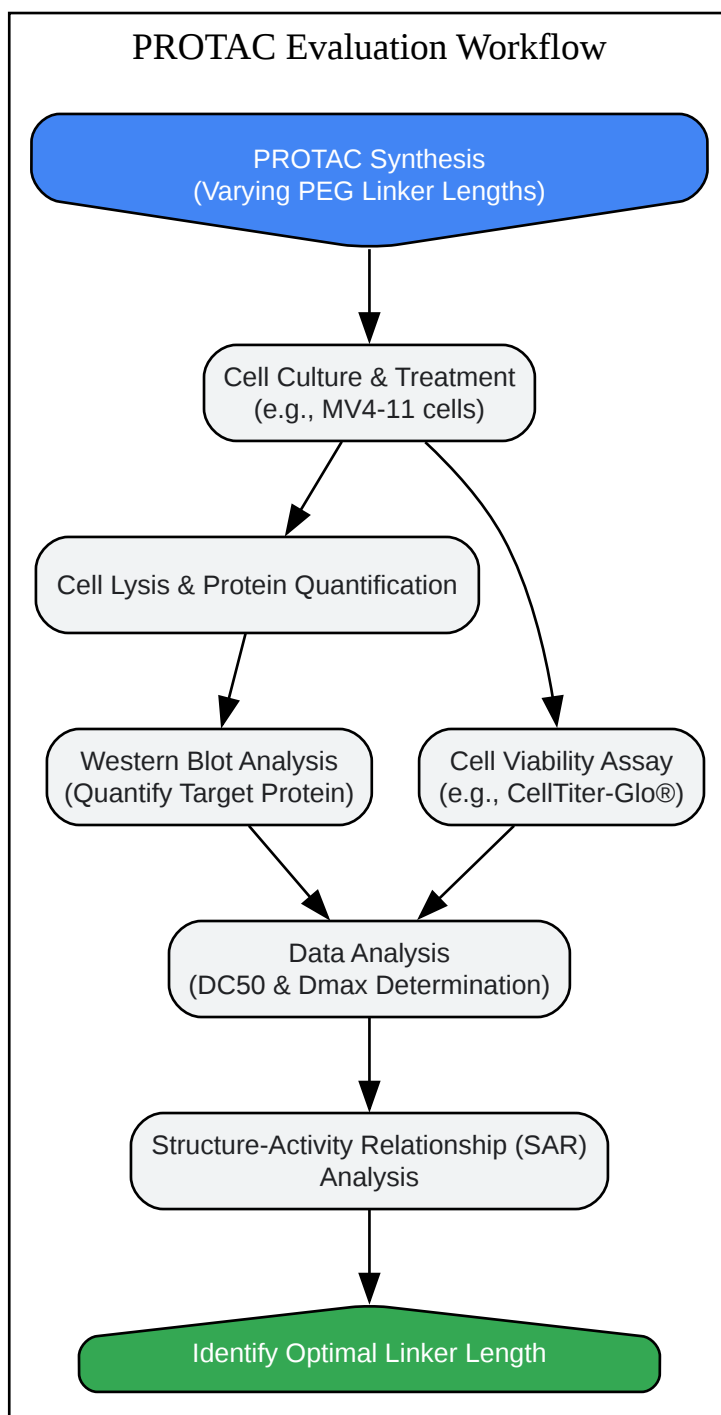 PROTAC Evaluation Workflow
PROTAC Synthesis
(Varying PEG Linker Lengths)
Cell Culture & Treatment
(e.g., MV4-11 cells)
Cell Lysis & Protein Quantification
Western Blot Analysis
(Quantify Target Protein)
Cell Viability Assay
(e.g., CellTiter-Glo®)
Data Analysis
(DC50 & Dmax Determination)
Structure-Activity Relationship (SAR)
Analysis
Identify Optimal Linker Length